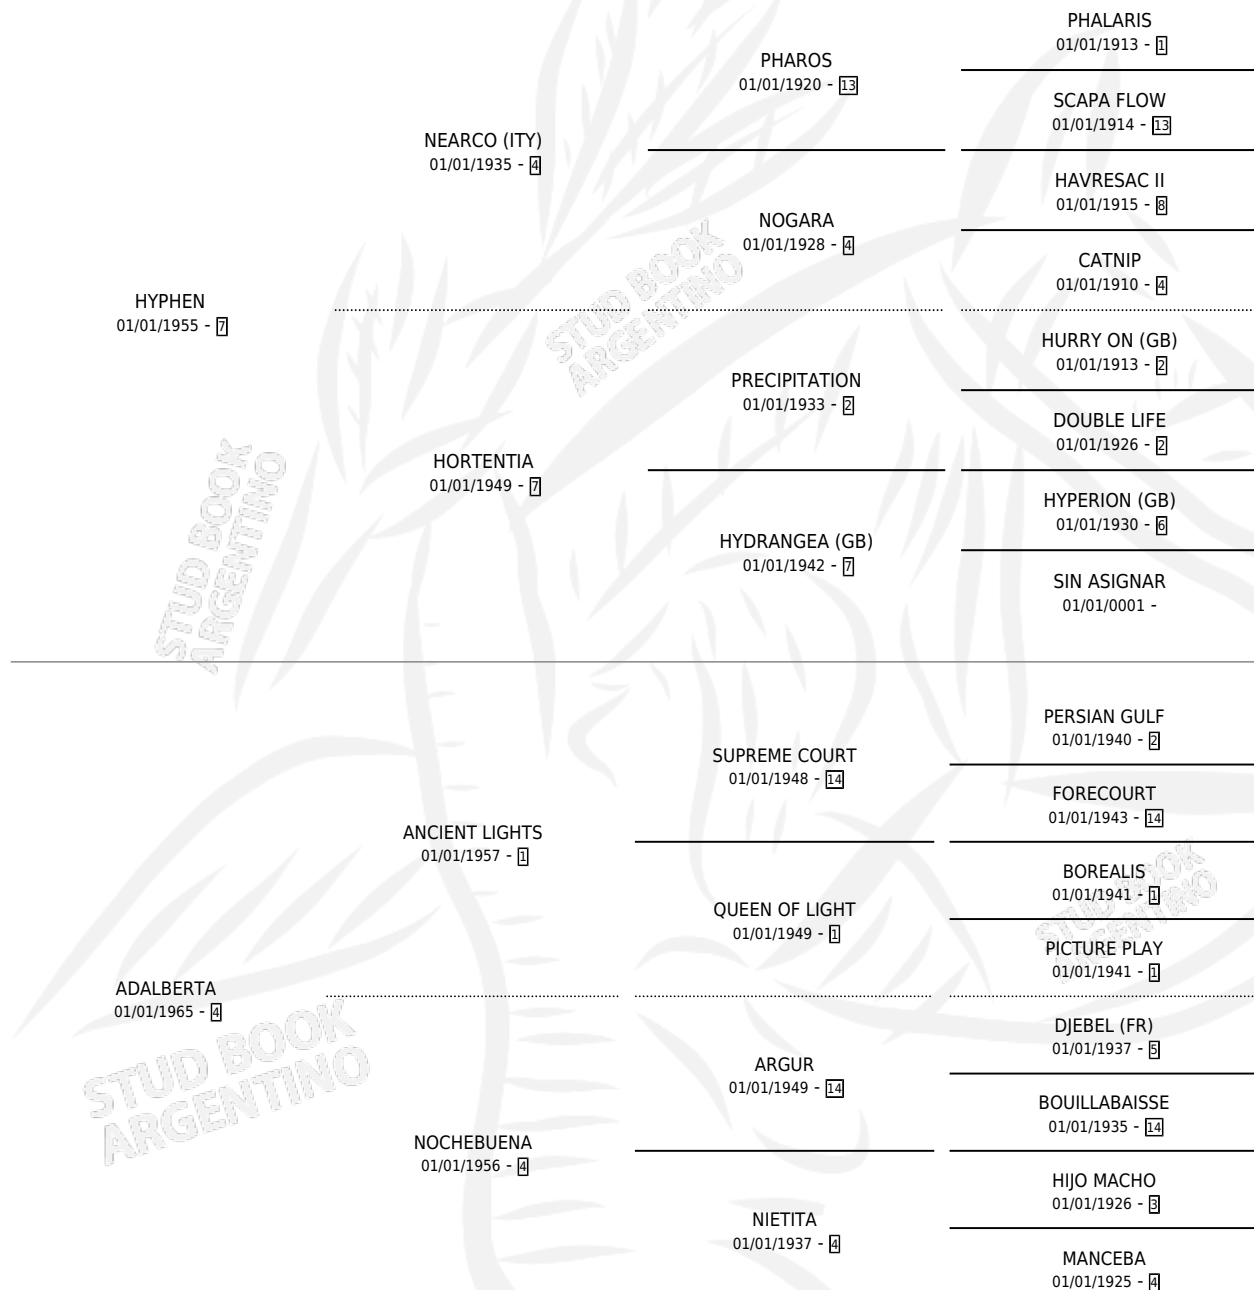 PHALARIS
01/01/1913 - 1
PHAROS
01/01/1920 - 13
SCAPA FLOW
01/01/1914 - 13
NEARCO (ITY)
01/01/1935 - 4
HAVRESAC II
01/01/1915 - 8
NOGARA
01/01/1928 - 4
CATNIP
01/01/1910 - 4
HYPHEN
01/01/1955 - 7
HURRY ON (GB)
01/01/1913 - 2
PRECIPITATION
01/01/1933 - 2
DOUBLE LIFE
01/01/1926 - 2
HORTENTIA
01/01/1949 - 7
HYPERION (GB)
01/01/1930 - 6
HYDRANGEA (GB)
01/01/1942 - 7
SIN ASIGNAR
01/01/0001 -
STUD BOOK
ARGENTINO
STUD BOOK
ARGENTINO
PERSIAN GULF
01/01/1940 - 2
SUPREME COURT
01/01/1948 - 14
FORECOURT
01/01/1943 - 14
ANCIENT LIGHTS
01/01/1957 - 1
BOREALIS
01/01/1941 - 1
QUEEN OF LIGHT
01/01/1949 - 1
PICTURE PLAY
01/01/1941 - 1
STUD BOOK
ARGENTINO
ADALBERTA
01/01/1965 - 4
DJEBEL (FR)
01/01/1937 - 5
ARGUR
01/01/1949 - 14
BOUILLABAISSE
01/01/1935 - 14
NOCHEBUENA
01/01/1956 - 4
HIJO MACHO
01/01/1926 - 3
NIETITA
01/01/1937 - 4
MANCEBA
01/01/1925 - 4
STUD BOOK
ARGENTINO